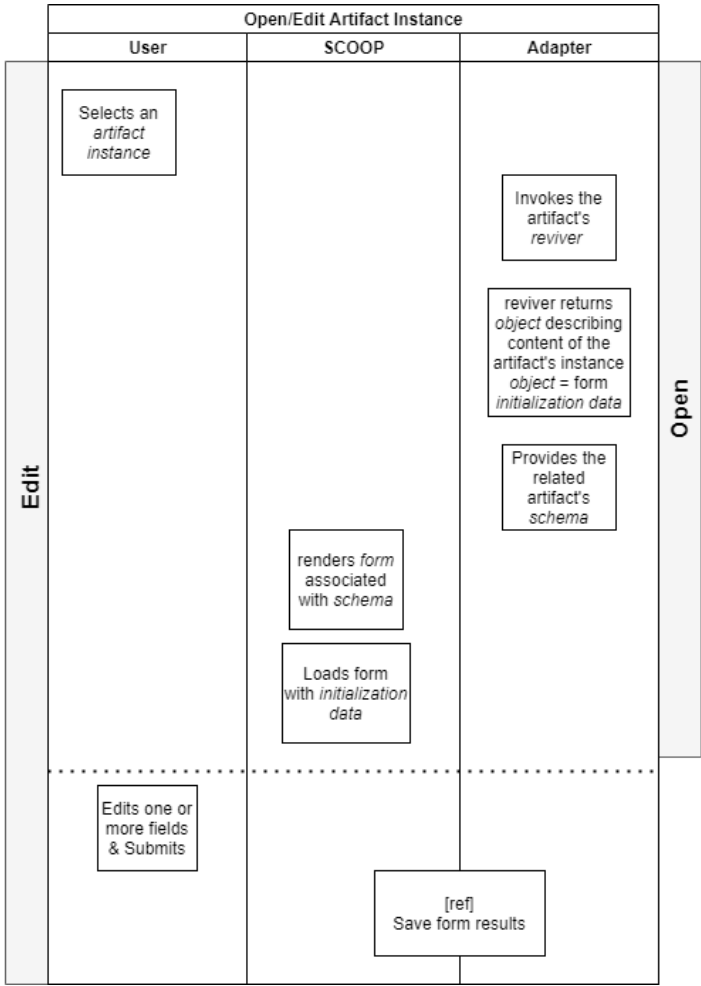 Open/Edit Artifact Instance
User
SCOOP
Adapter
Selects an
artifact
instance
Invokes the
artifact's
reviver
reviver returns
object describing
content of the
artifact's instance
object = form
initialization data
Open
Provides the
related
artifact's
schema
Edit
renders form
associated
with schema
Loads form
with initialization
data
Edits one or
more fields
& Submits
[ref]
Save form results